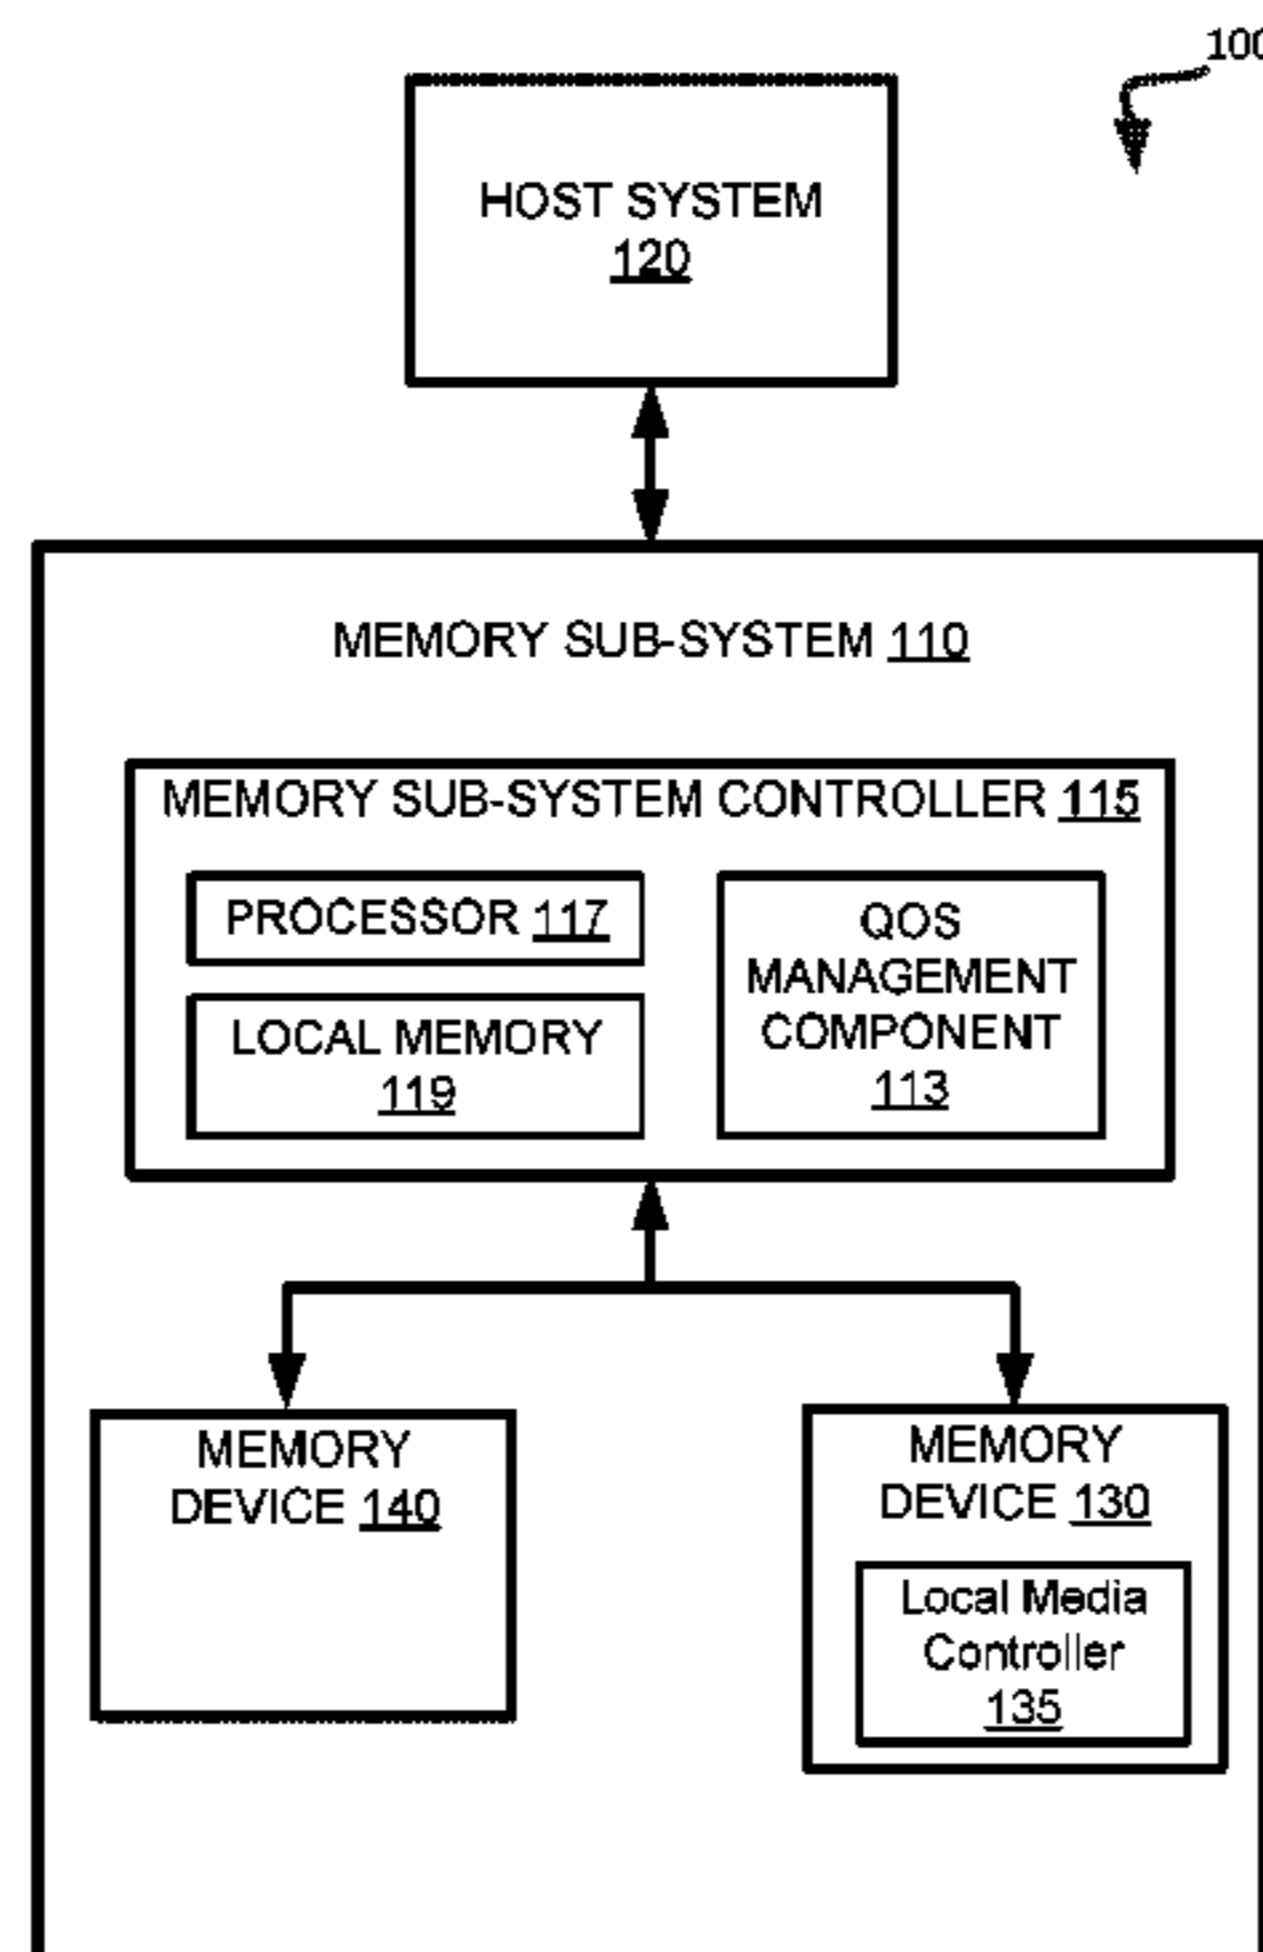 100
HOST SYSTEM
120
MEMORY SUB-SYSTEM 110
MEMORY SUB-SYSTEM CONTROLLER 115
PROCESSOR 117
LOCAL MEMORY
119
QOS
MANAGEMENT
COMPONENT
113
MEMORY
DEVICE 140
MEMORY
DEVICE 130
Local Media
Controller
135